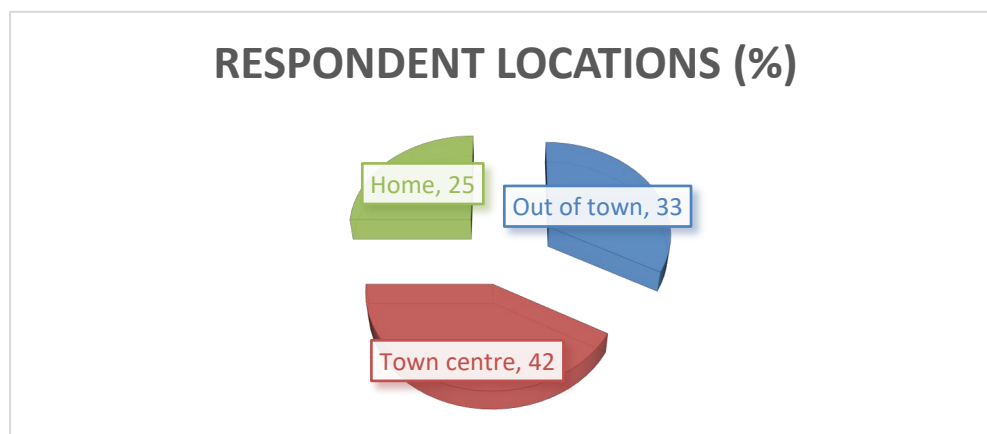 RESPONDENT LOCATIONS (%)
Home, 25
Out of town, 33
Town centre, 42